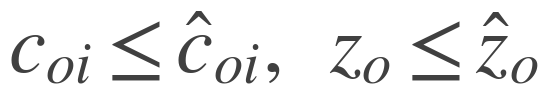 c_{oi} ≤ ĉ_{oi}, z_o ≤ ẑ_o